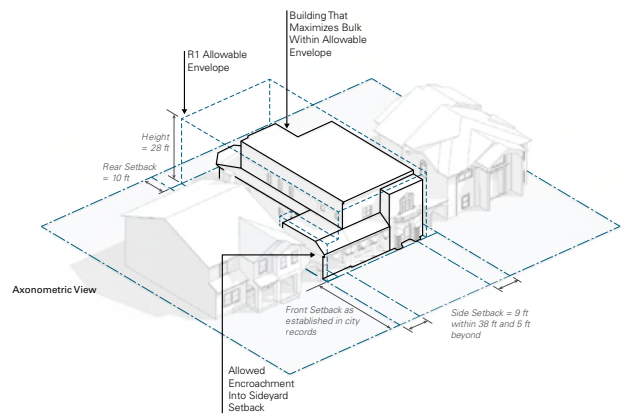 Building That
Maximizes Bulk
Within Allowable
Envelope
R1 Allowable
Envelope
Height
= 28 ft
Rear Setback
= 10 ft
Axonometric View
Front Setback as
established in city
records
Side Setback = 9 ft
within 38 ft and 5 ft
beyond
Allowed
Encroachment
Into Sideyard
Setback